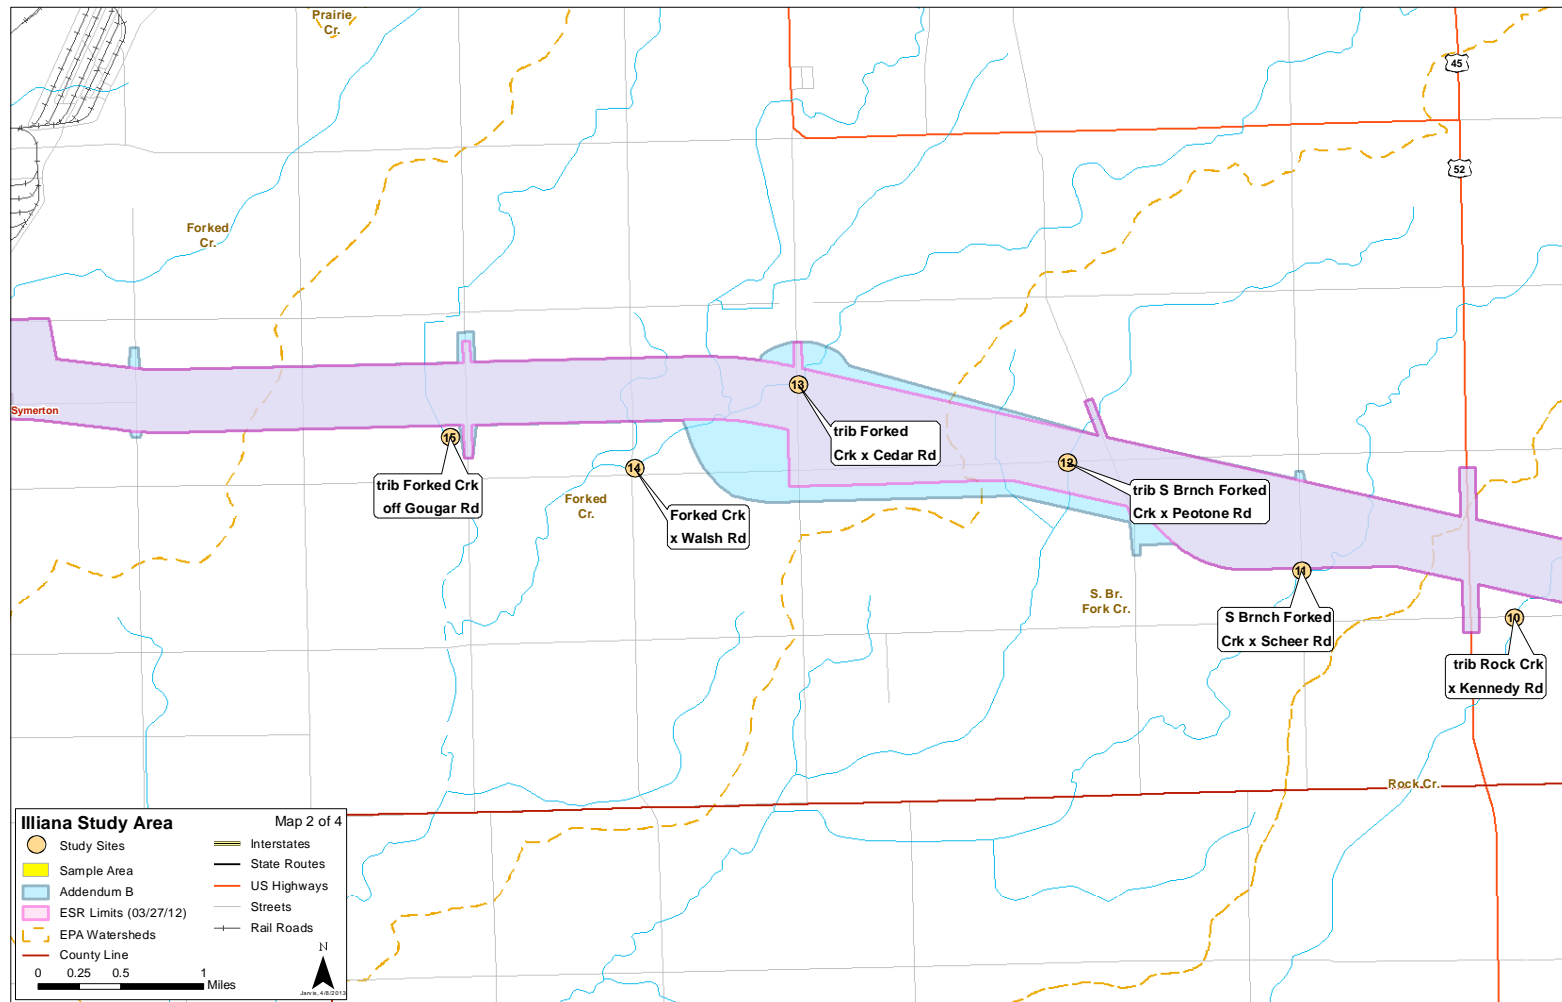 Prairie
Cr.
45
52
Forked
Cr.
Symerton
13
trib Forked
Crk x Cedar Rd
15
trib Forked Crk
off Gougar Rd
14
Forked
Cr.
Forked Crk
x Walsh Rd
12
trib S Brnch Forked
Crk x Peotone Rd
S. Br.
Fork Cr.
11
S Brnch Forked
Crk x Scheer Rd
10
trib Rock Crk
x Kennedy Rd
Rock Cr.
Illiana Study Area
Map 2 of 4
Study Sites
Sample Area
Addendum B
ESR Limits (03/27/12)
EPA Watersheds
County Line
Interstates
State Routes
US Highways
Streets
Rail Roads
0 0.25 0.5 1
Miles
N
Jarvis, 4/8/2013